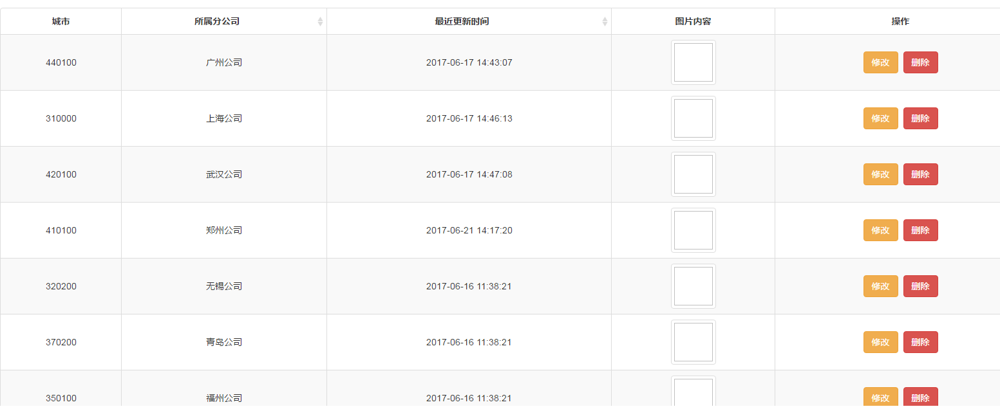 城市 所属分公司 最近更新时间 图片内容 操作
440100 广州公司 2017-06-17 14:43:07 修改 删除
310000 上海公司 2017-06-17 14:46:13 修改 删除
420100 武汉公司 2017-06-17 14:47:08 修改 删除
410100 郑州公司 2017-06-21 14:17:20 修改 删除
320200 无锡公司 2017-06-16 11:38:21 修改 删除
370200 青岛公司 2017-06-16 11:38:21 修改 删除
350100 福州公司 2017-06-16 11:38:21 修改 删除